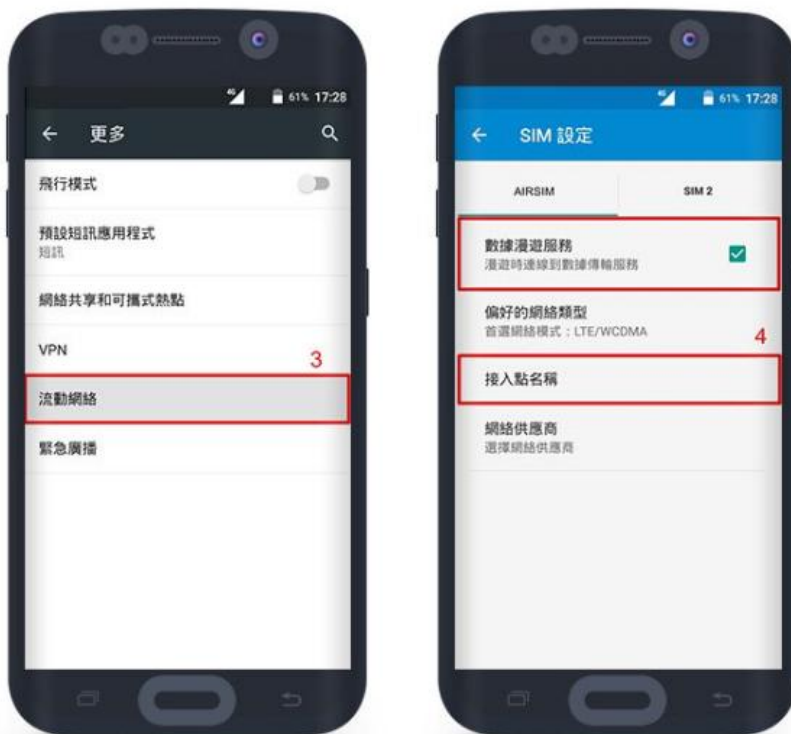 4G 61% 17:28
更多
飛行模式
預設短訊應用程式
短訊
網絡共享和可攜式熱點
VPN
3
流動網絡
緊急廣播
4G 61% 17:28
SIM 設定
AIRSIM SIM 2
數據漫遊服務
漫遊時連線到數據傳輸服務
偏好的網絡類型
首選網絡模式：LTE/WCDMA
4
接入點名稱
網絡供應商
選擇網絡供應商